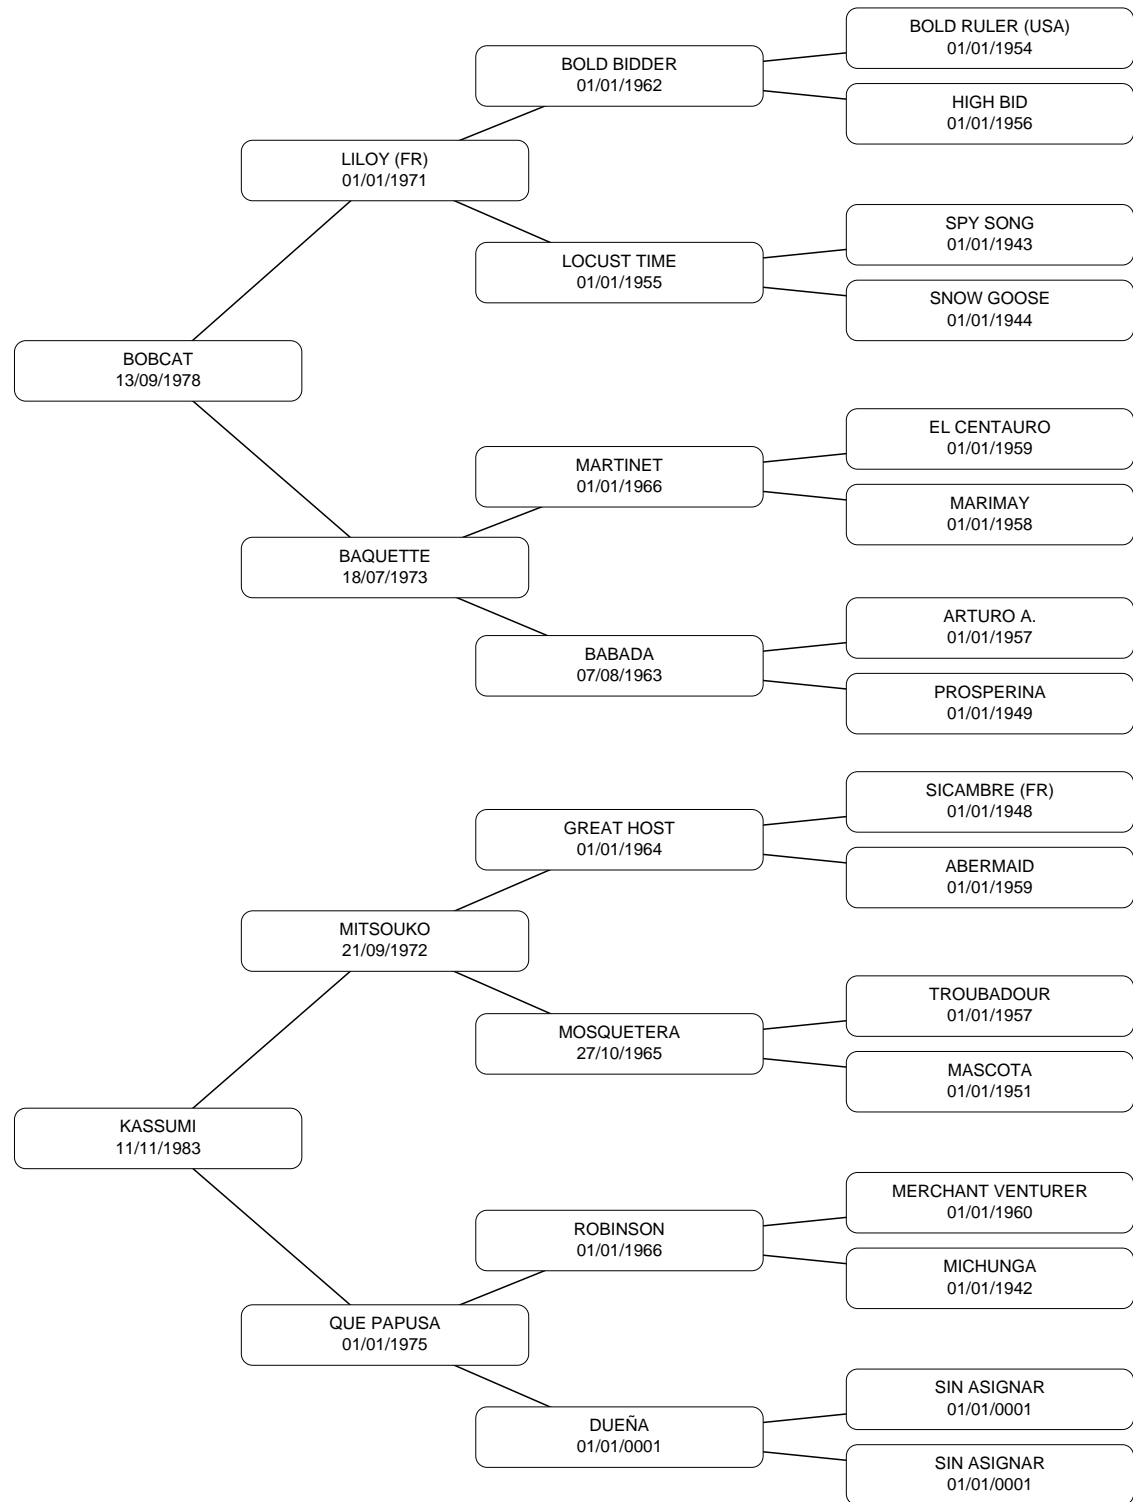 BOLD RULER (USA)
01/01/1954
BOLD BIDDER
01/01/1962
HIGH BID
01/01/1956
LILOY (FR)
01/01/1971
SPY SONG
01/01/1943
LOCUST TIME
01/01/1955
SNOW GOOSE
01/01/1944
BOBCAT
13/09/1978
EL CENTAURO
01/01/1959
MARTINET
01/01/1966
MARIMAY
01/01/1958
BAQUETTE
18/07/1973
ARTURO A.
01/01/1957
BABADA
07/08/1963
PROSPERINA
01/01/1949
SICAMBRE (FR)
01/01/1948
GREAT HOST
01/01/1964
ABERMAID
01/01/1959
MITSOUKO
21/09/1972
TROUBADOUR
01/01/1957
MOSQUETERA
27/10/1965
MASCOTA
01/01/1951
KASSUMI
11/11/1983
MERCHANT VENTURER
01/01/1960
ROBINSON
01/01/1966
MICHUNGA
01/01/1942
QUE PAPUSA
01/01/1975
SIN ASIGNAR
01/01/0001
DUEÑA
01/01/0001
SIN ASIGNAR
01/01/0001